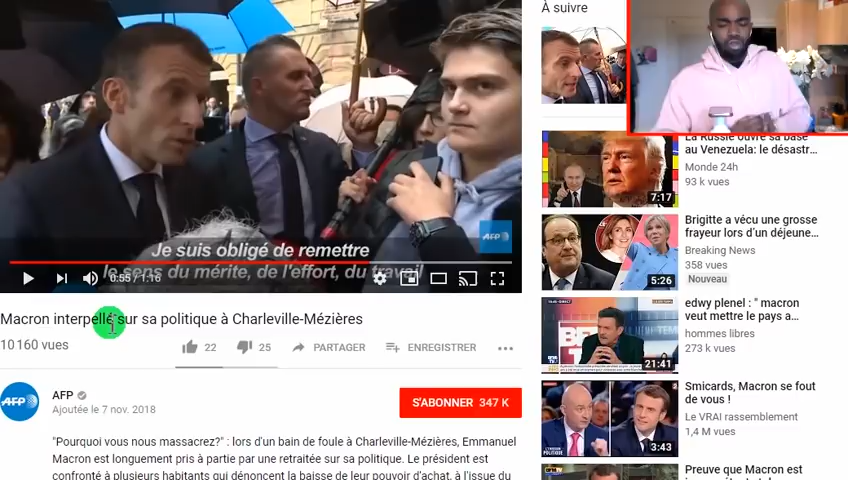 Je suis obligé de remettre
le sens du mérite, de l'effort, du travail
AFP
0:55 / 1:16
Macron interpellé sur sa politique à Charleville-Mézières
10 160 vues
22
25
PARTAGER
ENREGISTRER
AFP
AFP
Ajoutée le 7 nov. 2018
S'ABONNER 347 K
"Pourquoi vous nous massacrez?" : lors d'un bain de foule à Charleville-Mézières, Emmanuel
Macron est longuement pris à partie par une retraitée sur sa politique. Le président est
confronté à plusieurs habitants qui dénoncent la baisse de leur pouvoir d'achat, à l'issue du
À suivre
La Russie ouvre sa base
au Venezuela: le désastr...
Monde 24h
93 k vues
7:17
Brigitte a vécu une grosse
frayeur lors d'un déjeune...
Breaking News
358 vues
Nouveau
5:26
edwy plenel : " macron
veut mettre le pays a...
hommes libres
273 k vues
21:41
Smicards, Macron se fout
de vous !
Le VRAI rassemblement
1,4 M vues
3:43
Preuve que Macron est